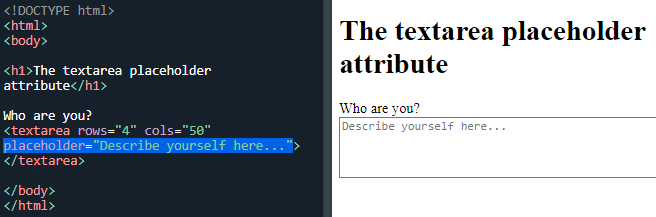 <!DOCTYPE html>
<html>
<body>
<h1>The textarea placeholder
attribute</h1>
Who are you?
<textarea rows="4" cols="50"
placeholder="Describe yourself here...">
</textarea>
</body>
</html>
The textarea placeholder
attribute
Who are you?
Describe yourself here...